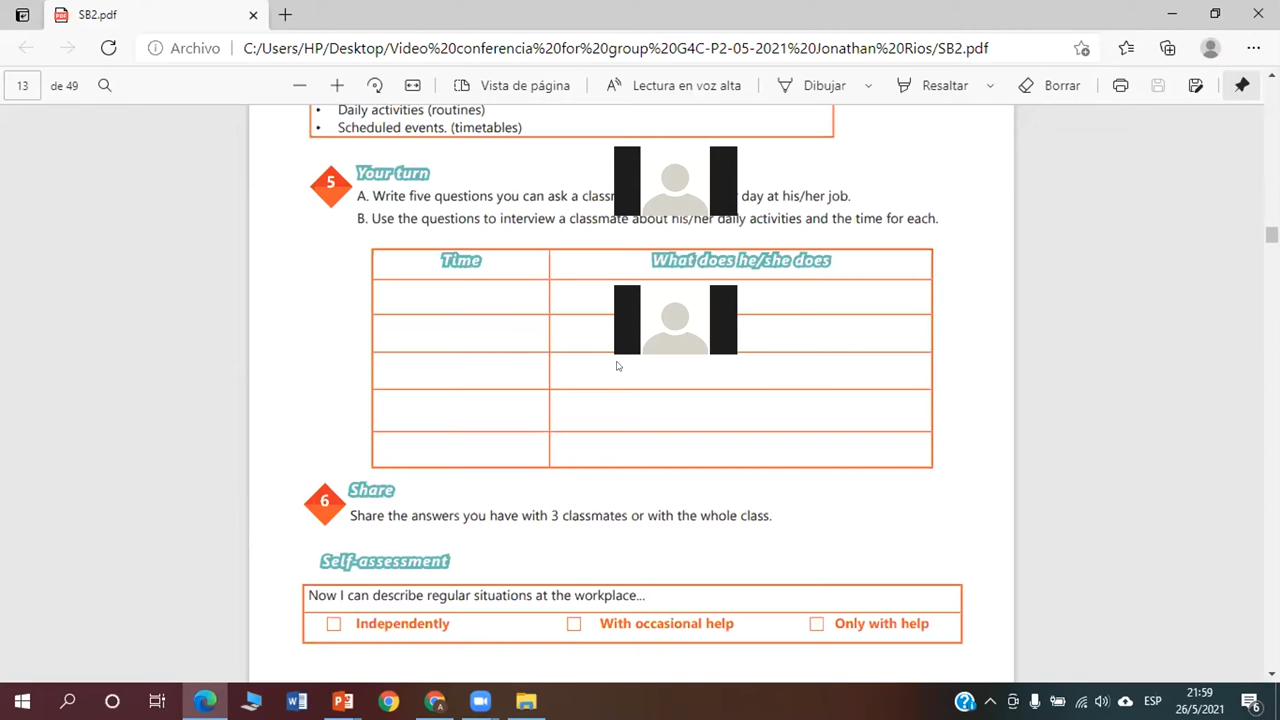 SB2.pdf
Archivo
C:/Users/HP/Desktop/Video%20conferencia%20for%20group%20G4C-P2-05-2021%20Jonathan%20Rios/SB2.pdf
13 de 49
Vista de página
Lectura en voz alta
Dibujar
Resaltar
Borrar
• Daily activities (routines)
• Scheduled events. (timetables)
5 Your turn
A. Write five questions you can ask a day at his/her job.
B. Use the questions to interview a classmate about his/her daily activities and the time for each.
Time What does he/she does
6 Share
Share the answers you have with 3 classmates or with the whole class.
Self-assessment
Now I can describe regular situations at the workplace...
Independently With occasional help Only with help
ESP
21:59
26/5/2021
6